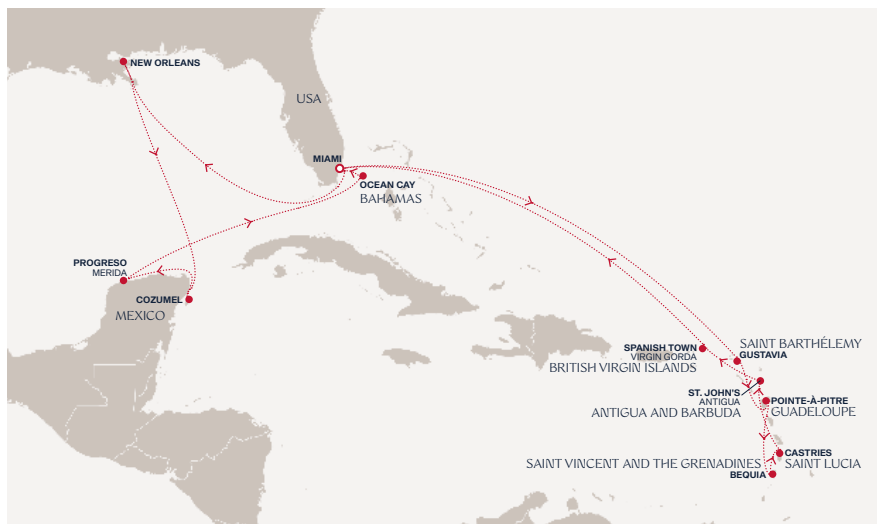 NEW ORLEANS
USA
MIAMI
OCEAN CAY
BAHAMAS
PROGRESO
MERIDA
COZUMEL
MEXICO
SAINT BARTHÉLEMY
GUSTAVIA
SPANISH TOWN
VIRGIN GORDA
BRITISH VIRGIN ISLANDS
ST. JOHN'S
ANTIGUA
ANTIGUA AND BARBUDA
POINTE-À-PITRE
GUADELOUPE
CASTRIES
SAINT LUCIA
SAINT VINCENT AND THE GRENADINES
BEQUIA